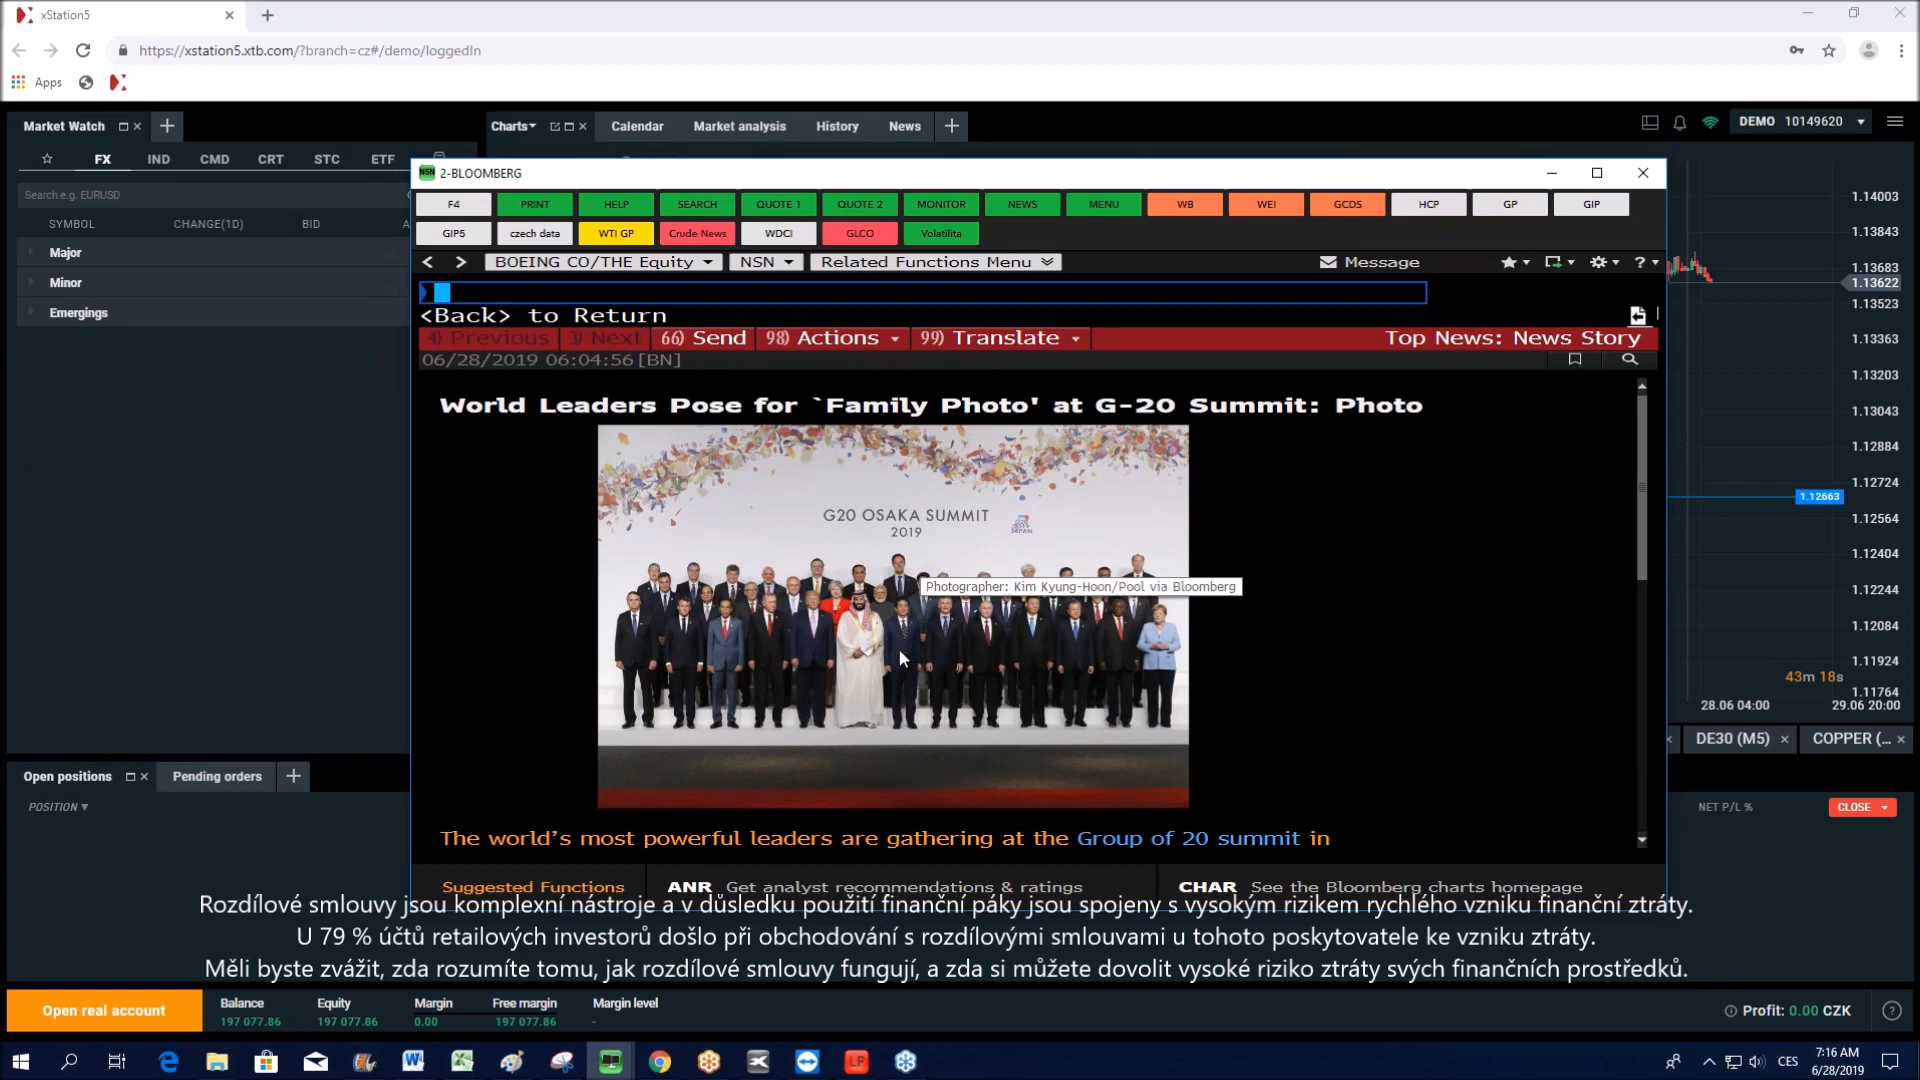 xStation5
https://xstation5.xtb.com/?branch=cz#/demo/loggedIn
Apps
Market Watch
Charts
Calendar
Market analysis
History
News
DEMO 10149620
FX IND CMD CRT STC ETF
Search e.g. EURUSD
SYMBOL CHANGE(1D) BID A
Major
Minor
Emergings
NSN 2-BLOOMBERG
F4 PRINT HELP SEARCH QUOTE 1 QUOTE 2 MONITOR NEWS MENU WB WEI GCDS HCP GP GIP
GIP5 czech data WTI GP Crude News WDCI GLCO Volatilita
BOEING CO/THE Equity NSN Related Functions Menu Message ?
<Back> to Return
Previous Next 66) Send 98) Actions 99) Translate Top News: News Story
06/28/2019 06:04:56 [BN]
World Leaders Pose for `Family Photo' at G-20 Summit: Photo
G20 OSAKA SUMMIT
2019
Photographer: Kim Kyung-Hoon/Pool via Bloomberg
The world's most powerful leaders are gathering at the Group of 20 summit in
Suggested Functions ANR Get analyst recommendations & ratings CHAR See the Bloomberg charts homepage
1.14003
1.13843
1.13683
1.13622
1.13523
1.13363
1.13203
1.13043
1.12884
1.12724
1.12663
1.12564
1.12404
1.12244
1.12084
1.11924
43m 18s
1.11764
28.06 04:00 29.06 20:00
DE30 (M5) COPPER (...
Open positions Pending orders
POSITION NET P/L % CLOSE
Rozdílové smlouvy jsou komplexní nástroje a v důsledku použití finanční páky jsou spojeny s vysokým rizikem rychlého vzniku finanční ztráty.
U 79 % účtů retailových investorů došlo při obchodování s rozdílovými smlouvami u tohoto poskytovatele ke vzniku ztráty.
Měli byste zvážit, zda rozumíte tomu, jak rozdílové smlouvy fungují, a zda si můžete dovolit vysoké riziko ztráty svých finančních prostředků.
Open real account
Balance Equity Margin Free margin Margin level
197 077.86 197 077.86 0.00 197 077.86 -
Profit: 0.00 CZK
CES
7:16 AM
6/28/2019